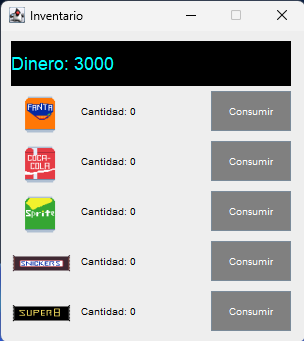 Inventario
Dinero: 3000
FANTA
Cantidad: 0
Consumir
COCA-
COLA
Cantidad: 0
Consumir
Sprite
Cantidad: 0
Consumir
SNICKERS
Cantidad: 0
Consumir
SUPER8
Cantidad: 0
Consumir